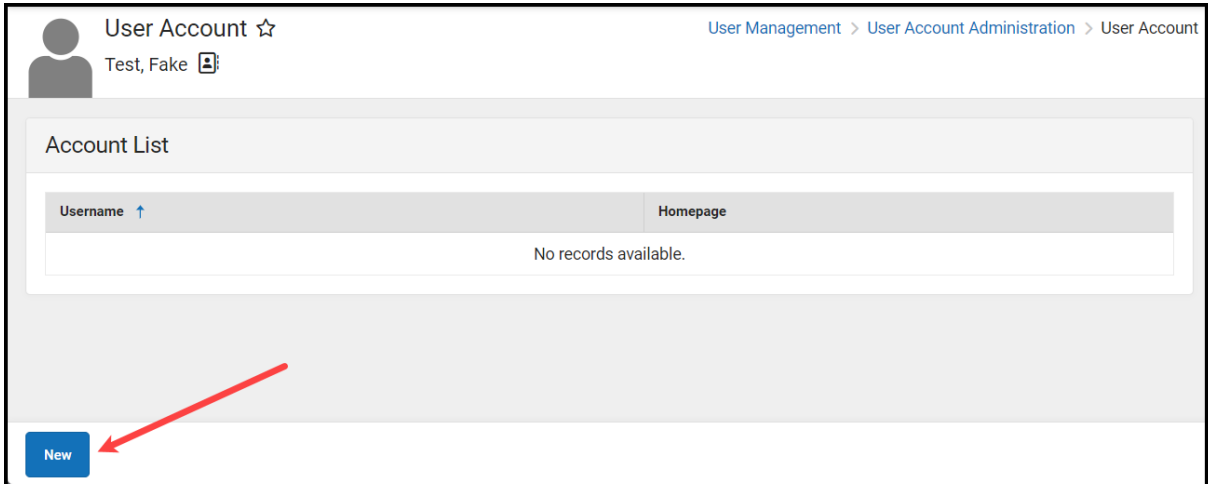 User Account
User Management > User Account Administration > User Account
Test, Fake
Account List
Username ↑ Homepage
No records available.
New